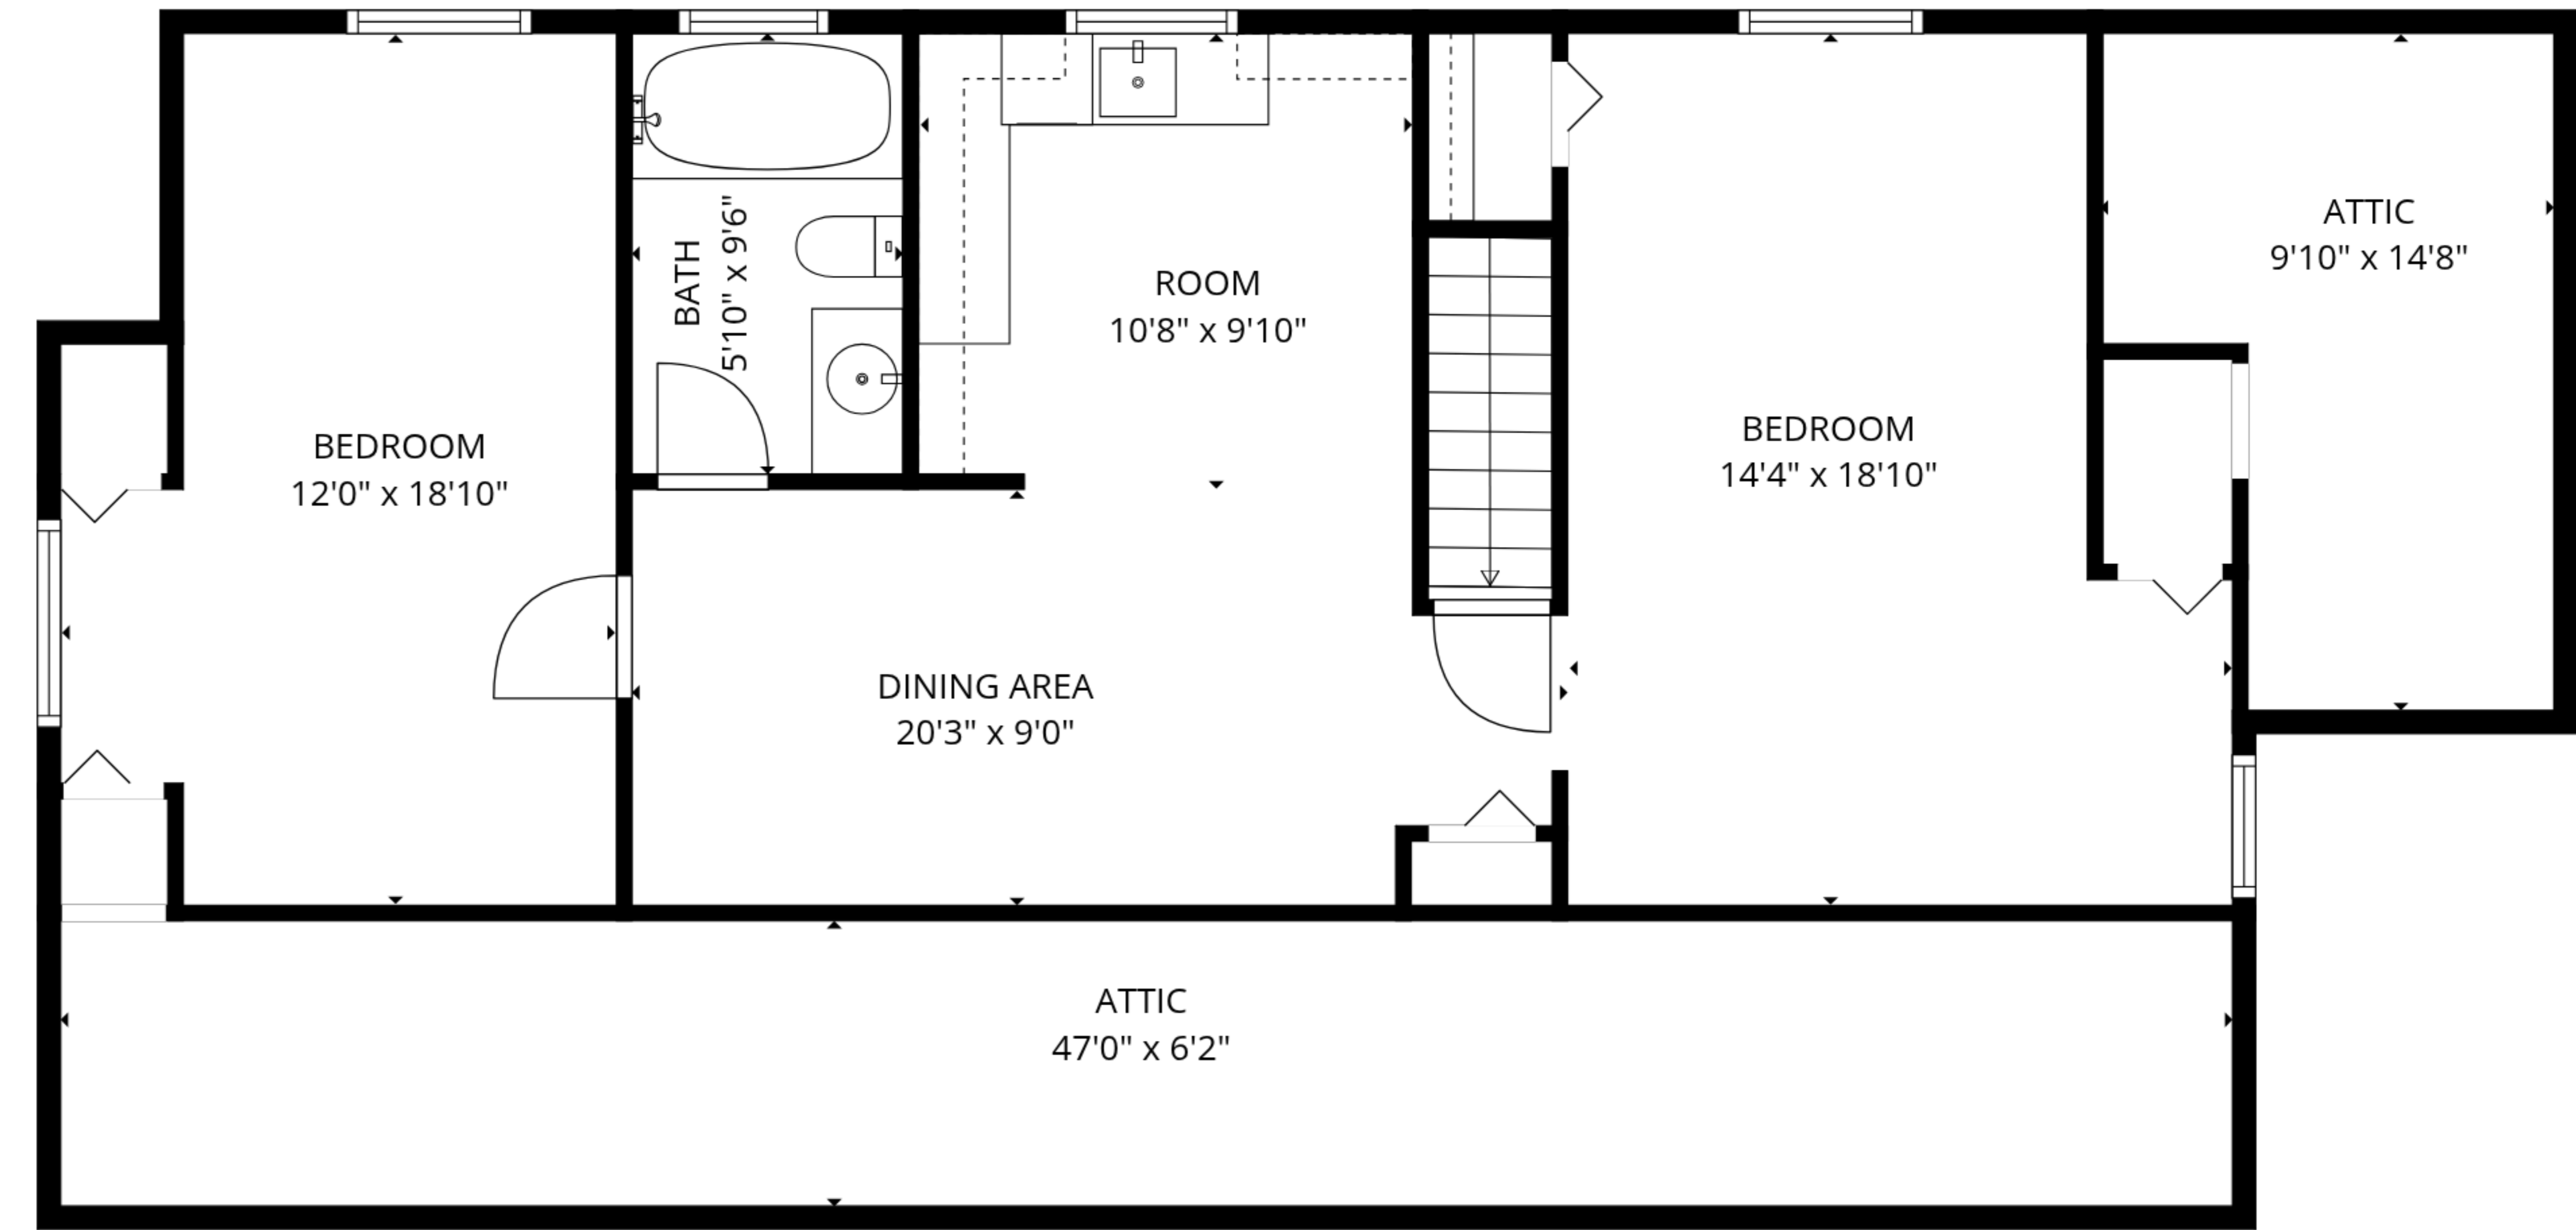 BEDROOM
12'0" x 18'10"
BATH
5'10" x 9'6"
ROOM
10'8" x 9'10"
DINING AREA
20'3" x 9'0"
BEDROOM
14'4" x 18'10"
ATTIC
9'10" x 14'8"
ATTIC
47'0" x 6'2"